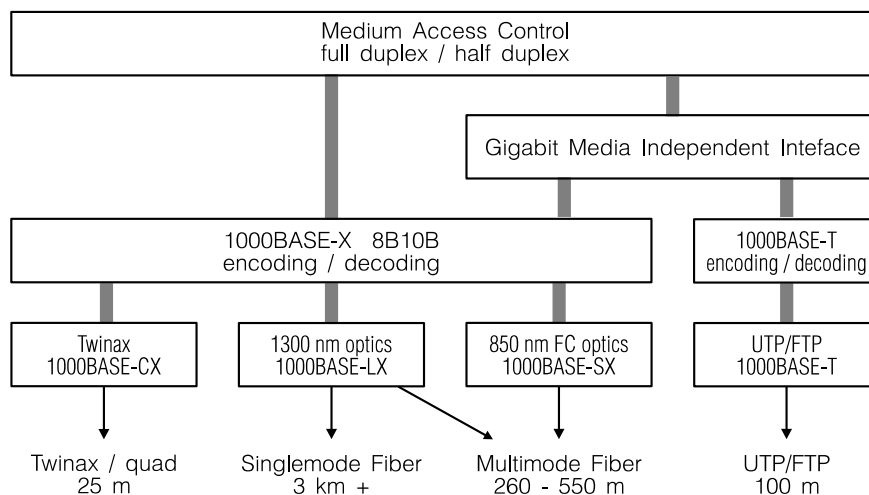 Medium Access Control
full duplex / half duplex
Gigabit Media Independent Inteface
1000BASE-X 8B10B
encoding / decoding
1000BASE-T
encoding / decoding
Twinax
1000BASE-CX
1300 nm optics
1000BASE-LX
850 nm FC optics
1000BASE-SX
UTP/FTP
1000BASE-T
Twinax / quad
25 m
Singlemode Fiber
3 km +
Multimode Fiber
260 - 550 m
UTP/FTP
100 m